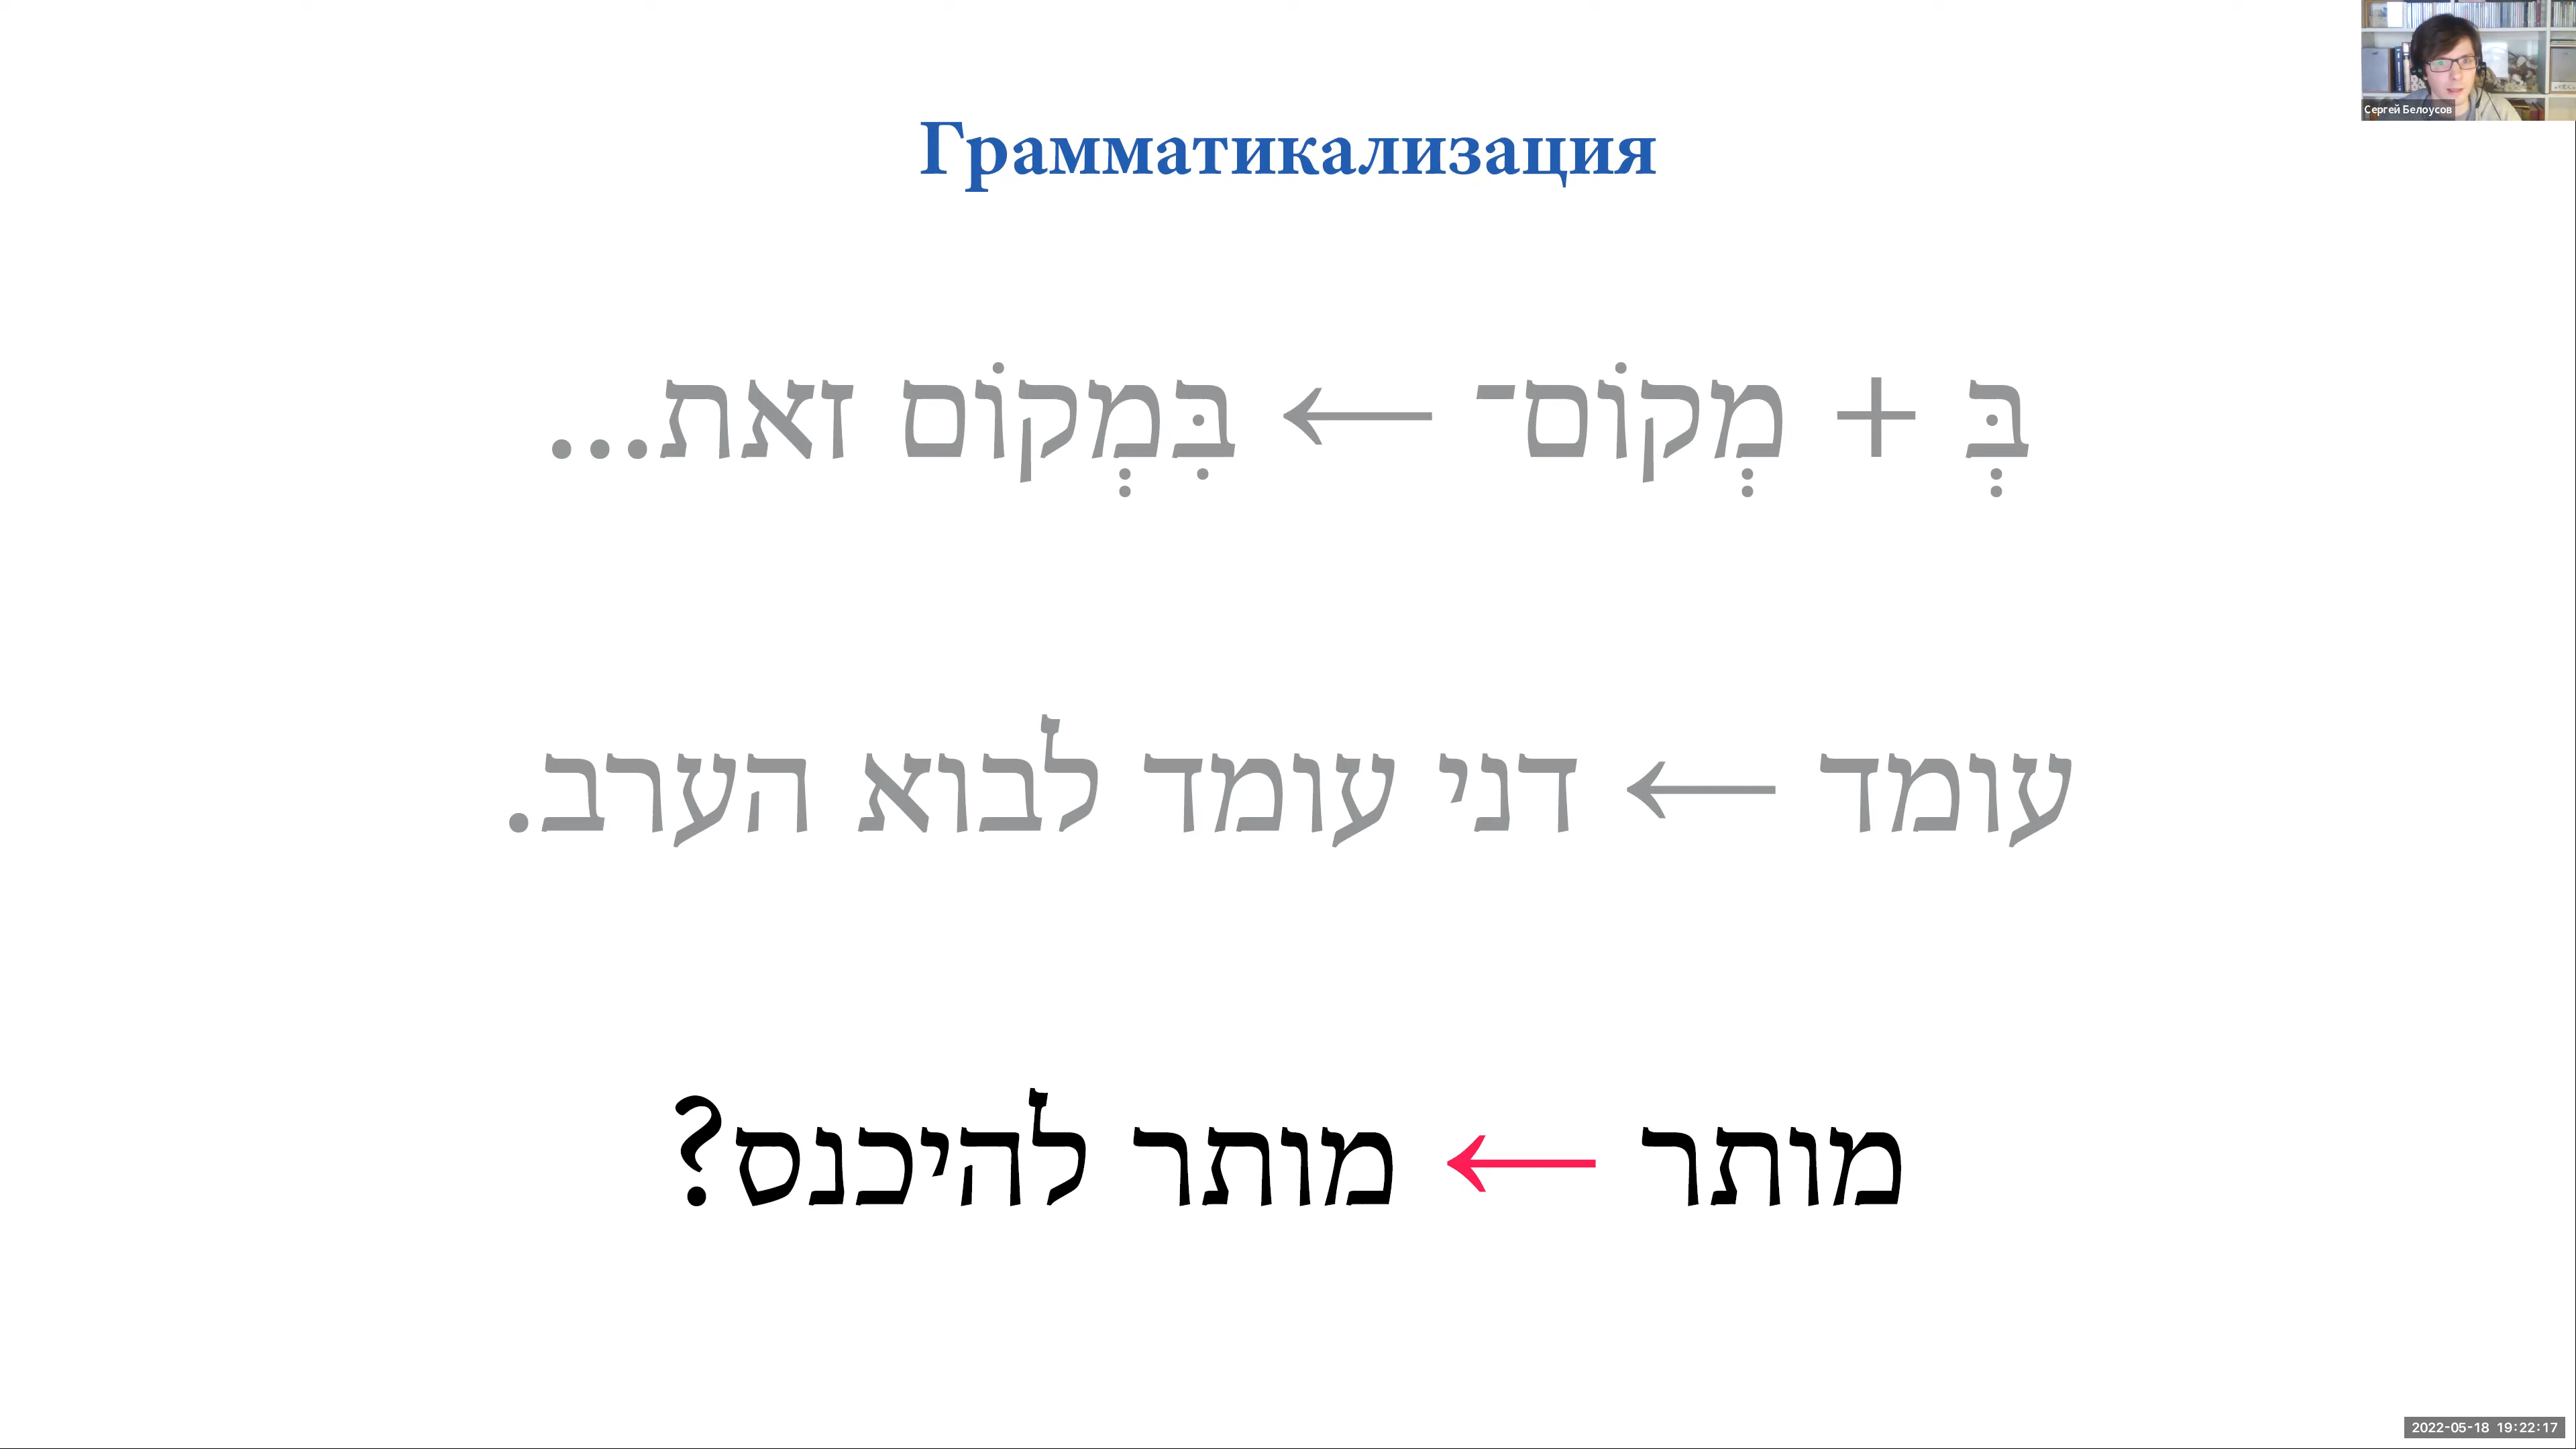 Сергей Белоусов
Грамматикализация
בְּ + מְקוֹם־ ← בִּמְקוֹם זאת...
עומד ← דני עומד לבוא הערב.
מותר ← מותר להיכנס?
2022-05-18 19:22:17